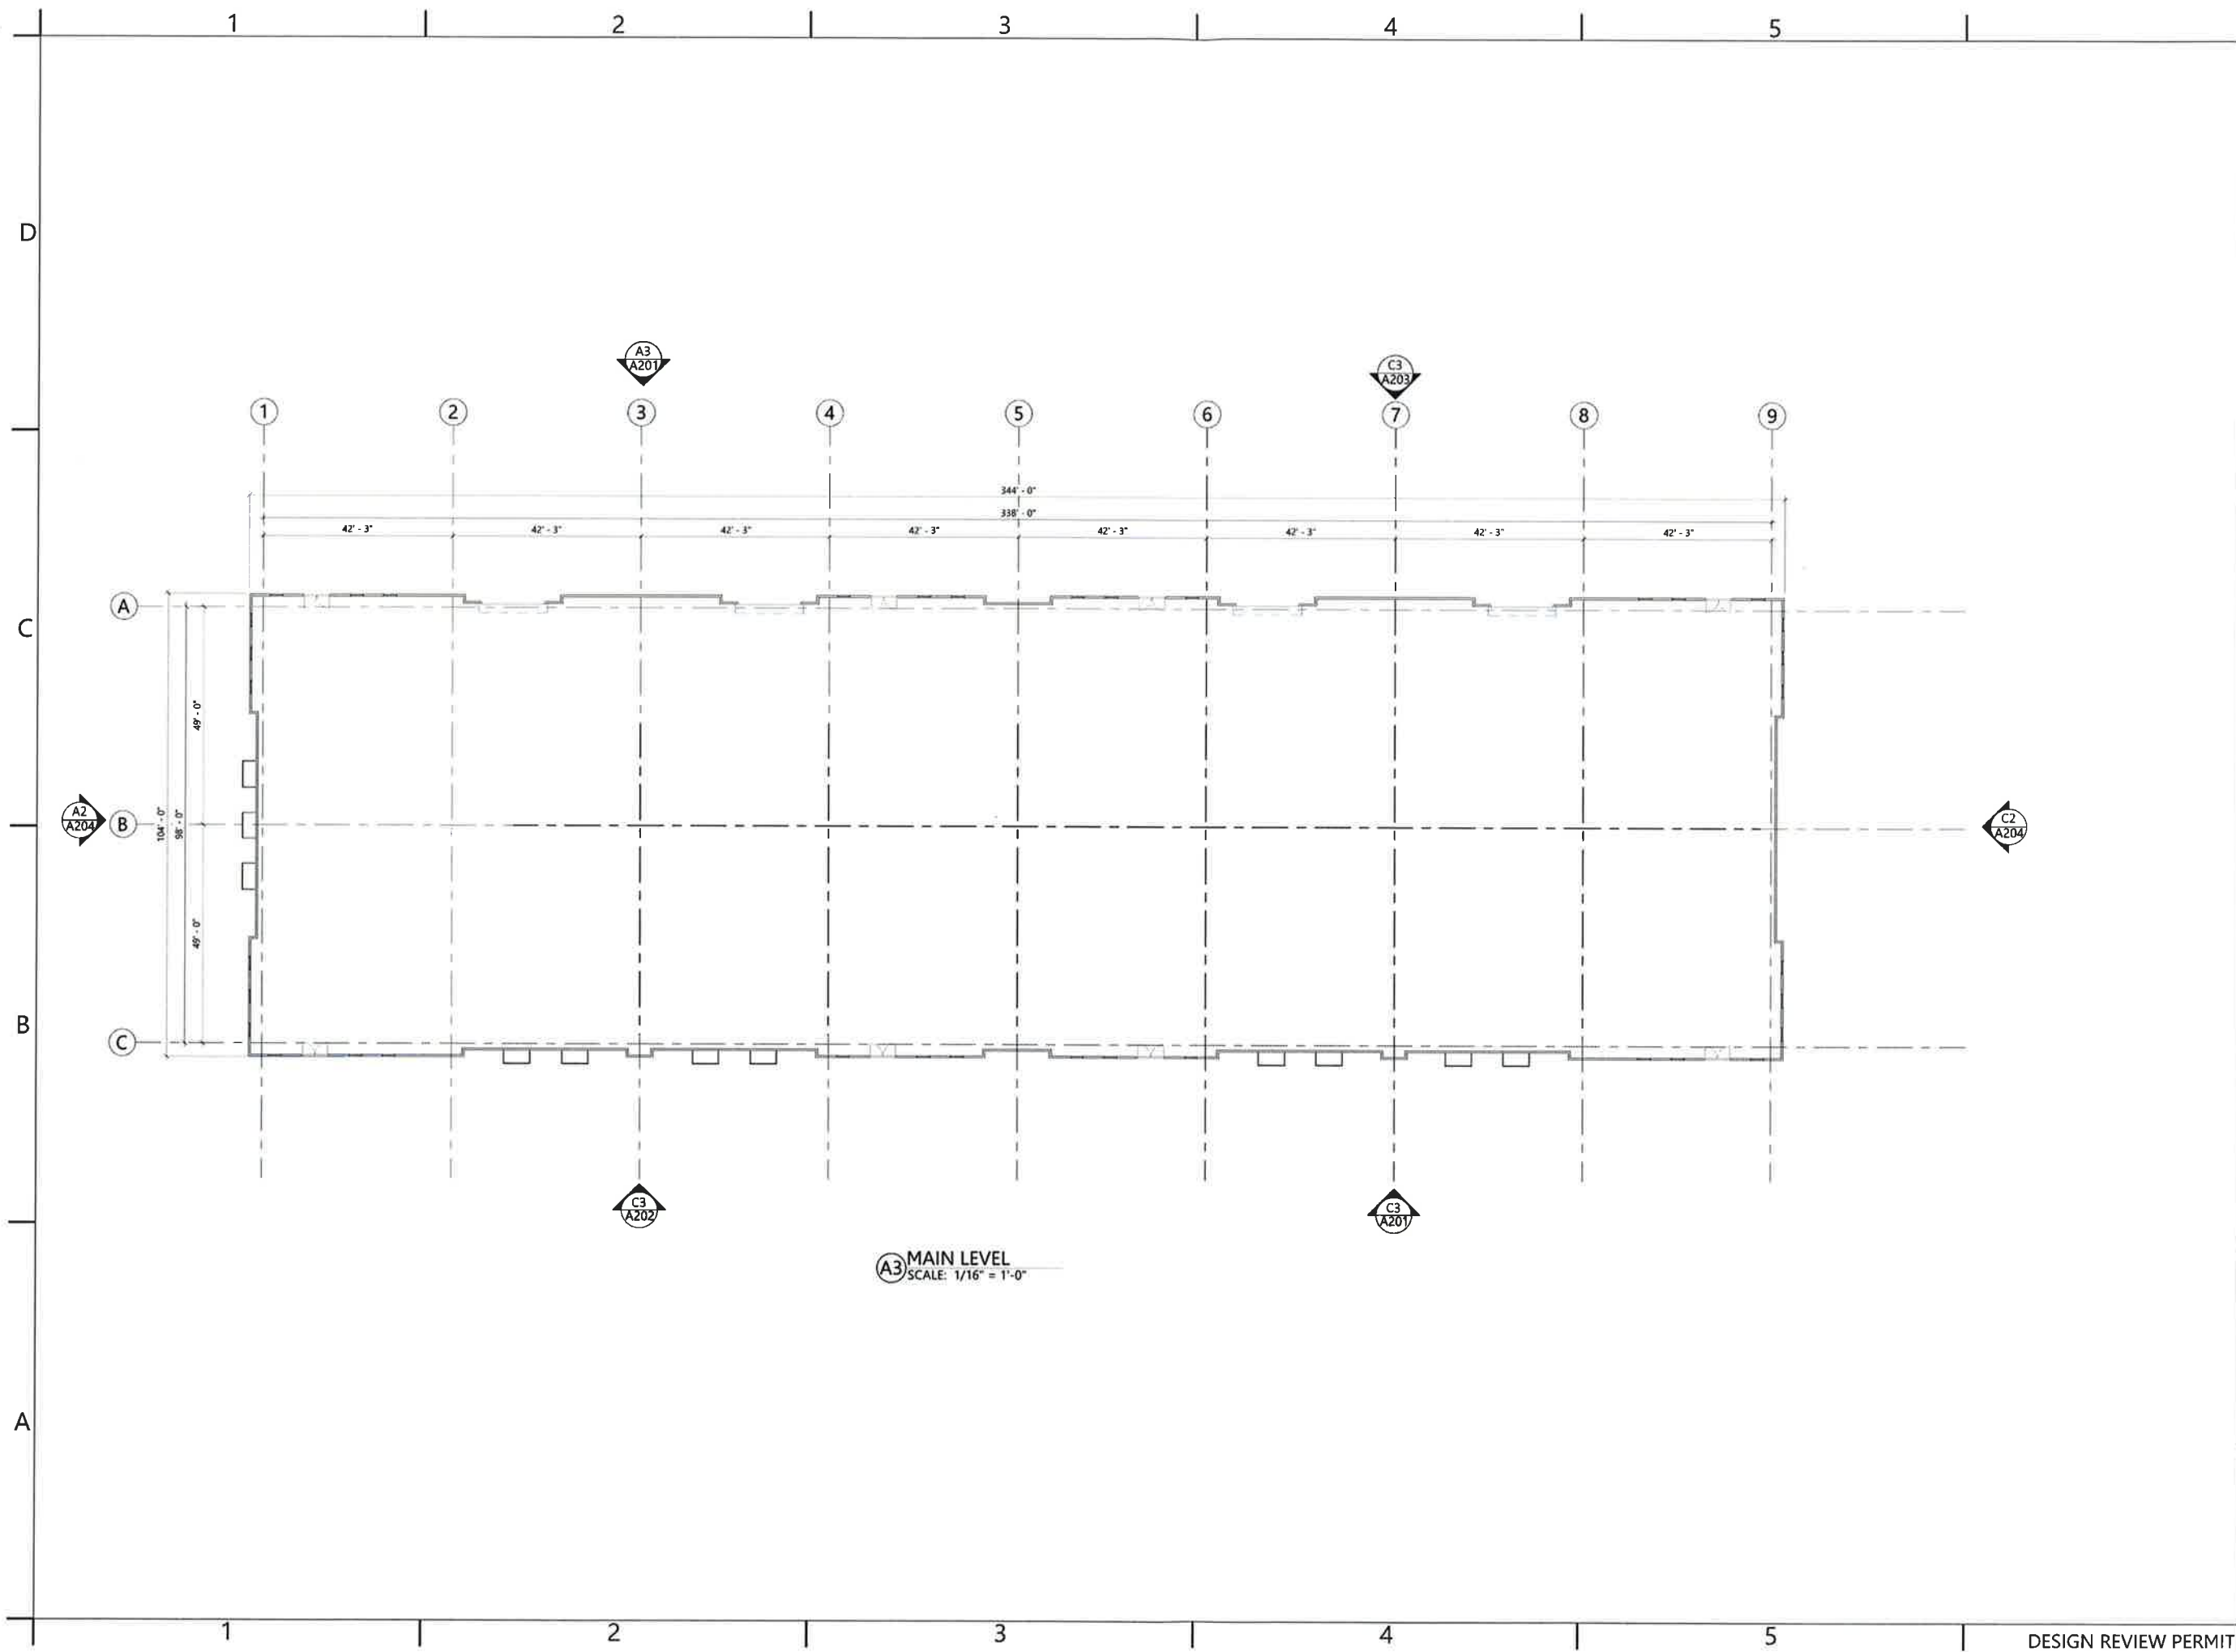 1 2 3 4 5
D
A3
A201
C3
A203
1 2 3 4 5 6 7 8 9
344' - 0"
338' - 0"
42' - 3" 42' - 3" 42' - 3" 42' - 3" 42' - 3" 42' - 3" 42' - 3" 42' - 3"
A
C
49' - 0"
A2
A204
B
104' - 0"
98' - 0"
C2
A204
49' - 0"
B
C
C3
A202
C3
A201
A3 MAIN LEVEL
SCALE: 1/16" = 1'-0"
A
1 2 3 4 5
DESIGN REVIEW PERMIT